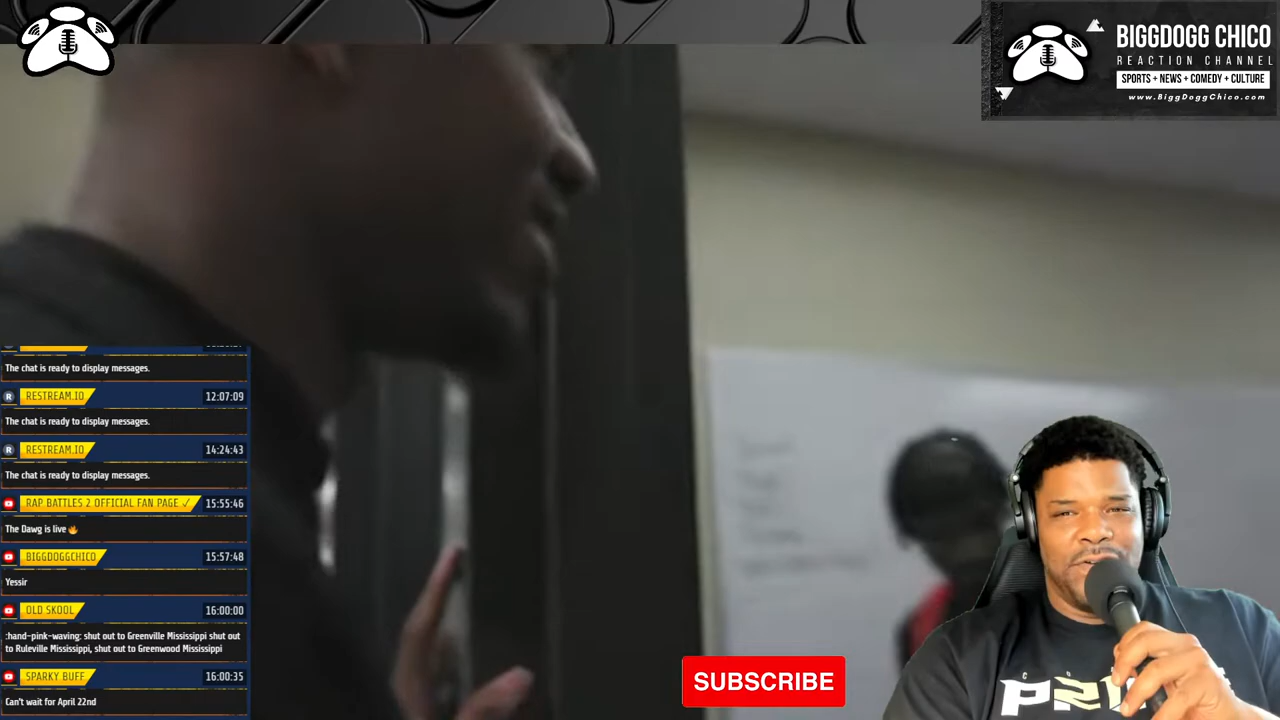 BIGGDOGG CHICO
REACTION CHANNEL
SPORTS + NEWS + COMEDY + CULTURE
www.BiggDoggChico.com
The chat is ready to display messages.
R RESTREAM.IO 12:07:09
The chat is ready to display messages.
R RESTREAM.IO 14:24:43
The chat is ready to display messages.
RAP BATTLES 2 OFFICIAL FAN PAGE ✓ 15:55:46
The Dawg is live🔥
BIGGDOGGCHICO 15:57:48
Yessir
OLD SKOOL 16:00:00
:hand-pink-waving: shut out to Greenville Mississippi shut out
to Ruleville Mississippi, shut out to Greenwood Mississippi
SPARKY BUFF 16:00:35
Can't wait for April 22nd
SUBSCRIBE